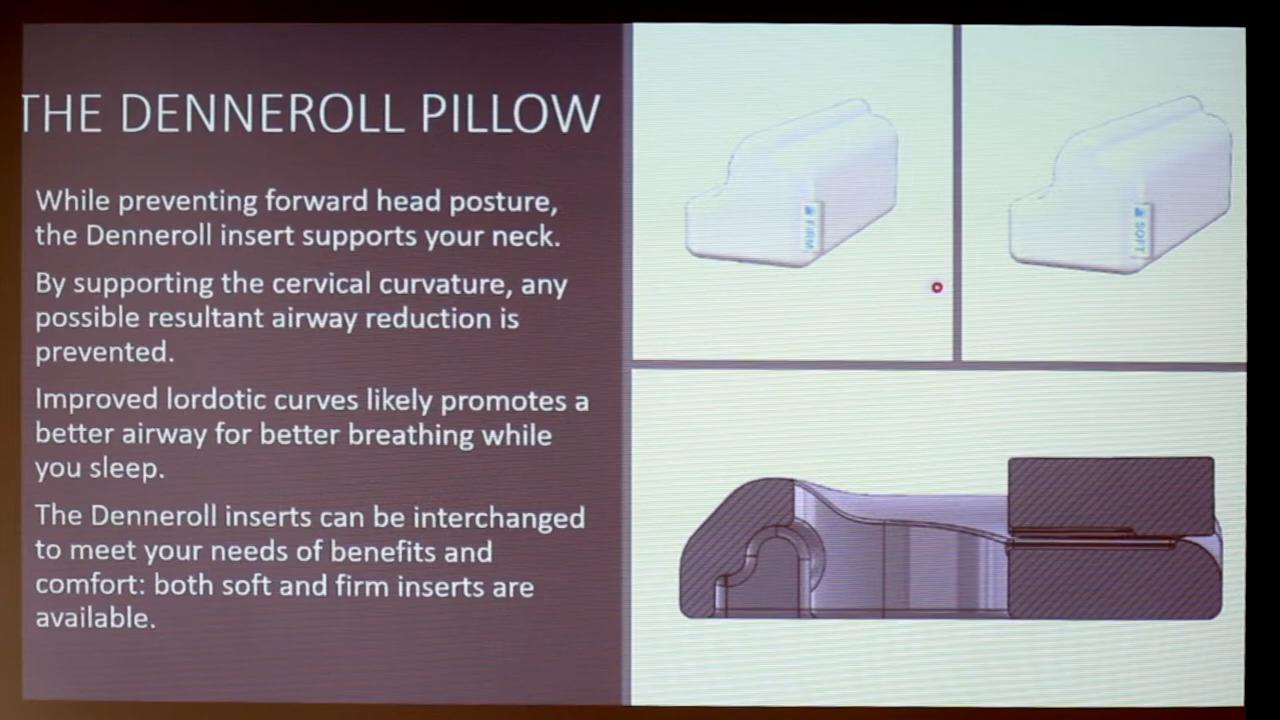 THE DENNEROLL PILLOW
While preventing forward head posture,
the Denneroll insert supports your neck.
By supporting the cervical curvature, any
possible resultant airway reduction is
prevented.
Improved lordotic curves likely promotes a
better airway for better breathing while
you sleep.
The Denneroll inserts can be interchanged
to meet your needs of benefits and
comfort: both soft and firm inserts are
available.
FIRM
SOFT